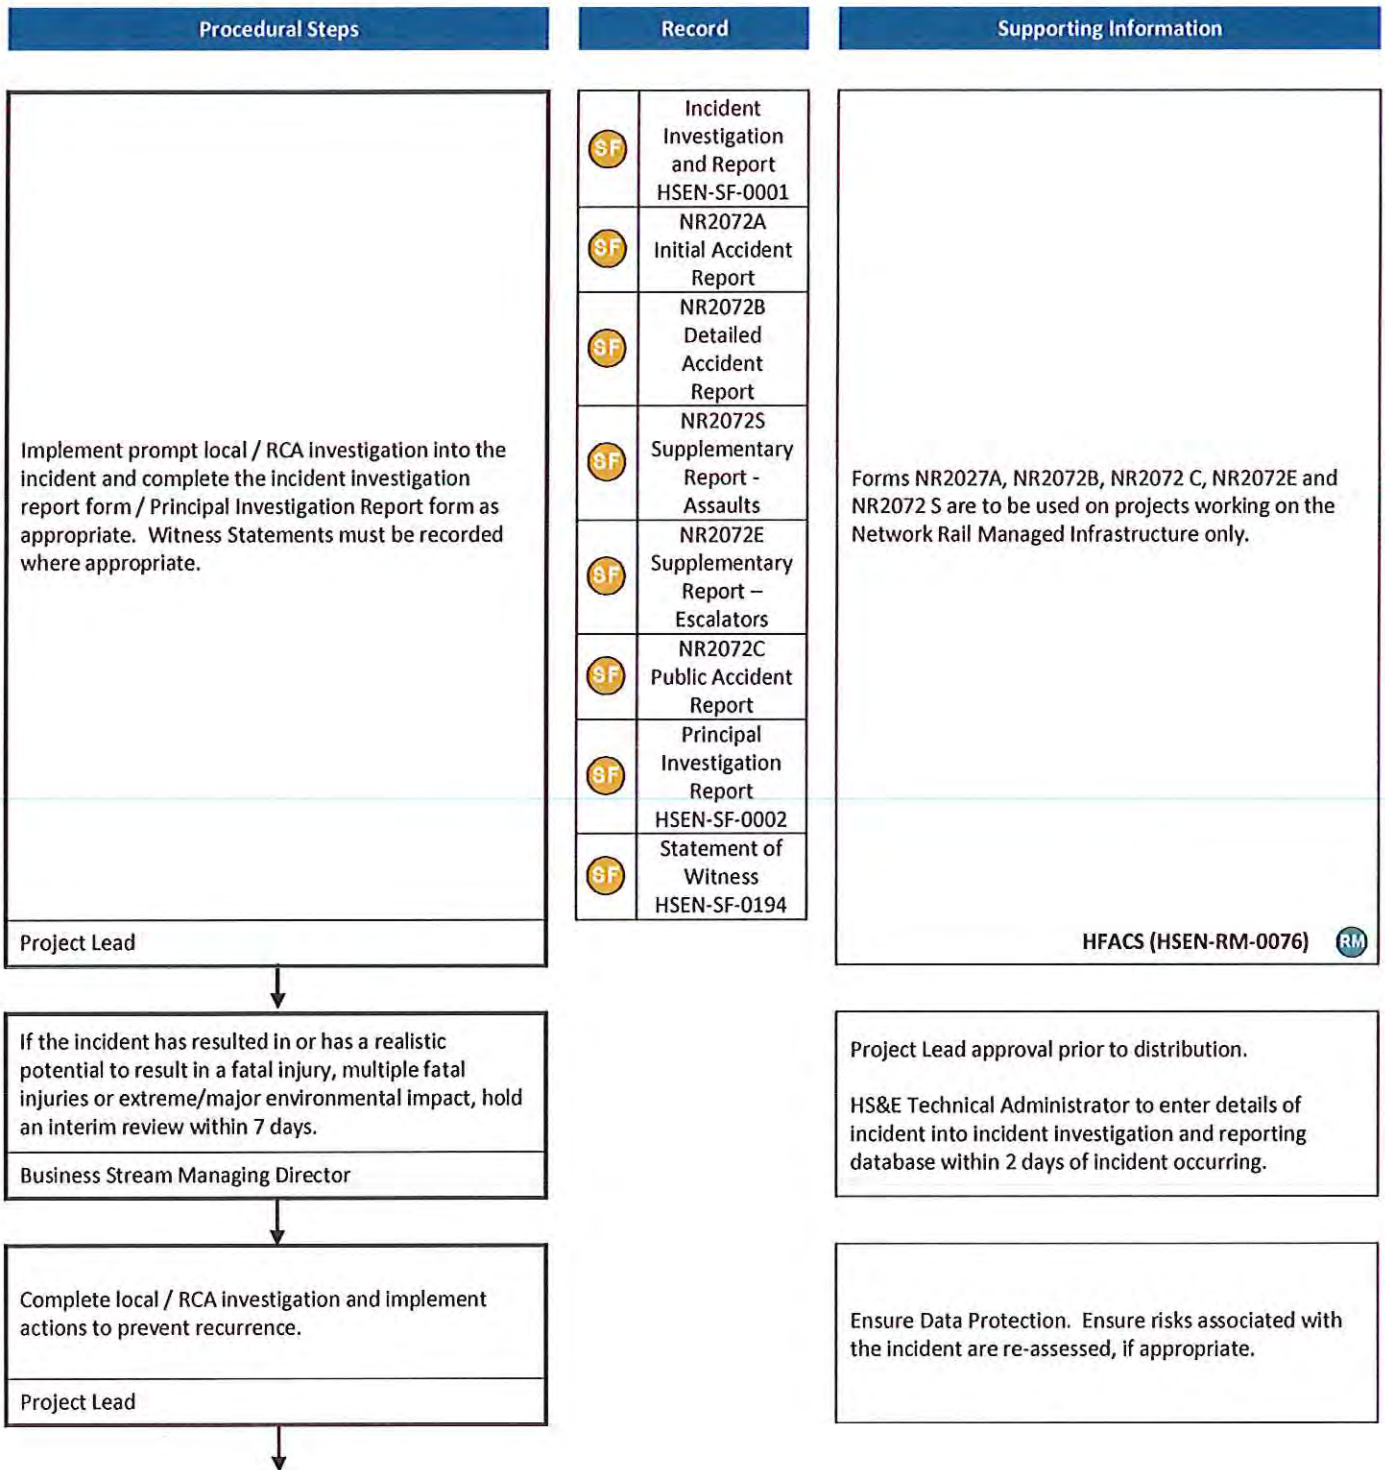 Procedural Steps
Record
Supporting Information
Implement prompt local / RCA investigation into the
incident and complete the incident investigation
report form / Principal Investigation Report form as
appropriate.  Witness Statements must be recorded
where appropriate.
Project Lead
SF
Incident
Investigation
and Report
HSEN-SF-0001
SF
NR2072A
Initial Accident
Report
SF
NR2072B
Detailed
Accident
Report
SF
NR2072S
Supplementary
Report -
Assaults
SF
NR2072E
Supplementary
Report –
Escalators
SF
NR2072C
Public Accident
Report
SF
Principal
Investigation
Report
HSEN-SF-0002
SF
Statement of
Witness
HSEN-SF-0194
Forms NR2027A, NR2072B, NR2072 C, NR2072E and
NR2072 S are to be used on projects working on the
Network Rail Managed Infrastructure only.
HFACS (HSEN-RM-0076) RM
If the incident has resulted in or has a realistic
potential to result in a fatal injury, multiple fatal
injuries or extreme/major environmental impact, hold
an interim review within 7 days.
Business Stream Managing Director
Project Lead approval prior to distribution.
HS&E Technical Administrator to enter details of
incident into incident investigation and reporting
database within 2 days of incident occurring.
Complete local / RCA investigation and implement
actions to prevent recurrence.
Project Lead
Ensure Data Protection.  Ensure risks associated with
the incident are re-assessed, if appropriate.